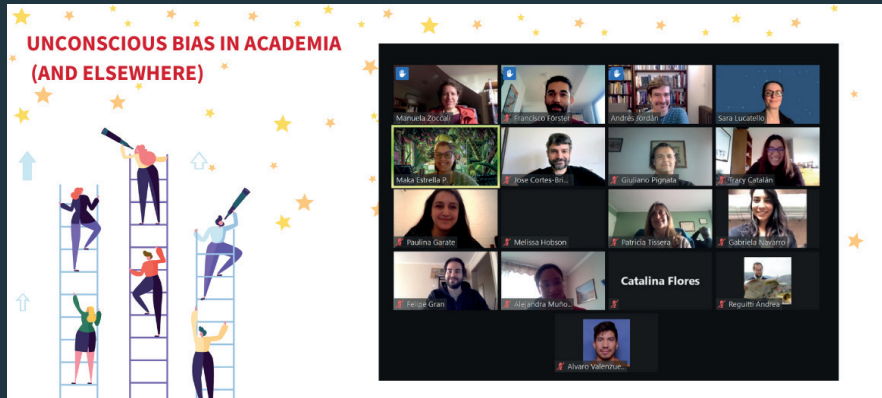 UNCONSCIOUS BIAS IN ACADEMIA
(AND ELSEWHERE)
Manuela Zoccali
Francisco Förster
Andrés Jordán
Sara Lucatello
Maka Estrella P.
Jose Cortes-Bri...
Giuliano Pignata
Tracy Catalán
Paulina Garate
Melissa Hobson
Patricia Tissera
Gabriela Navarro
Felipe Gran
Alejandra Muño...
Catalina Flores
Reguitti Andrea
Alvaro Valenzue...